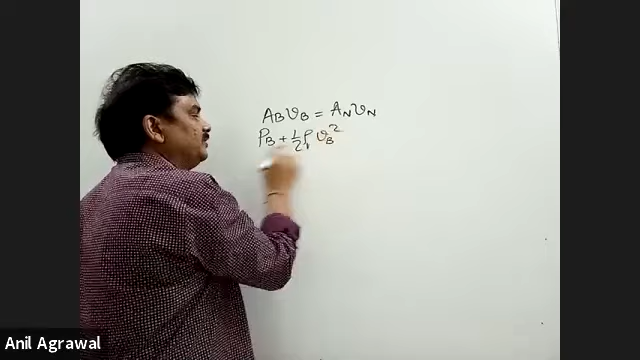 A_B v_B = A_N v_N
P_B + 1/2 ρ v_B^2
Anil Agrawal